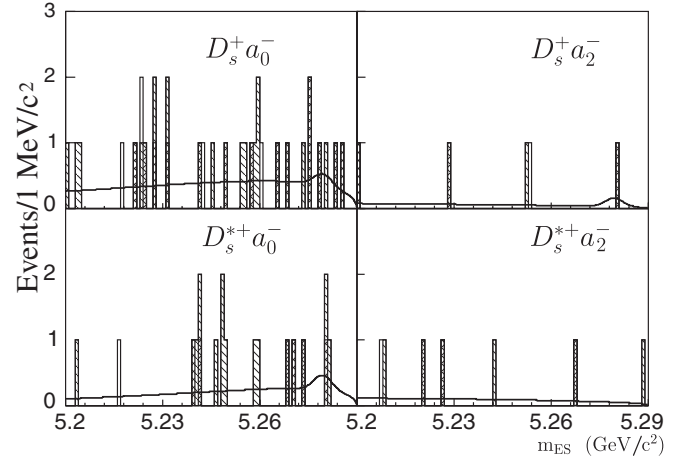 3
D_s^+ a_0^- D_s^+ a_2^-
2
1
0
Events/1 MeV/c²
D_s^{*+} a_0^- D_s^{*+} a_2^-
2
1
0
5.2 5.23 5.26 5.2 5.23 5.26 5.29
m_ES (GeV/c²)